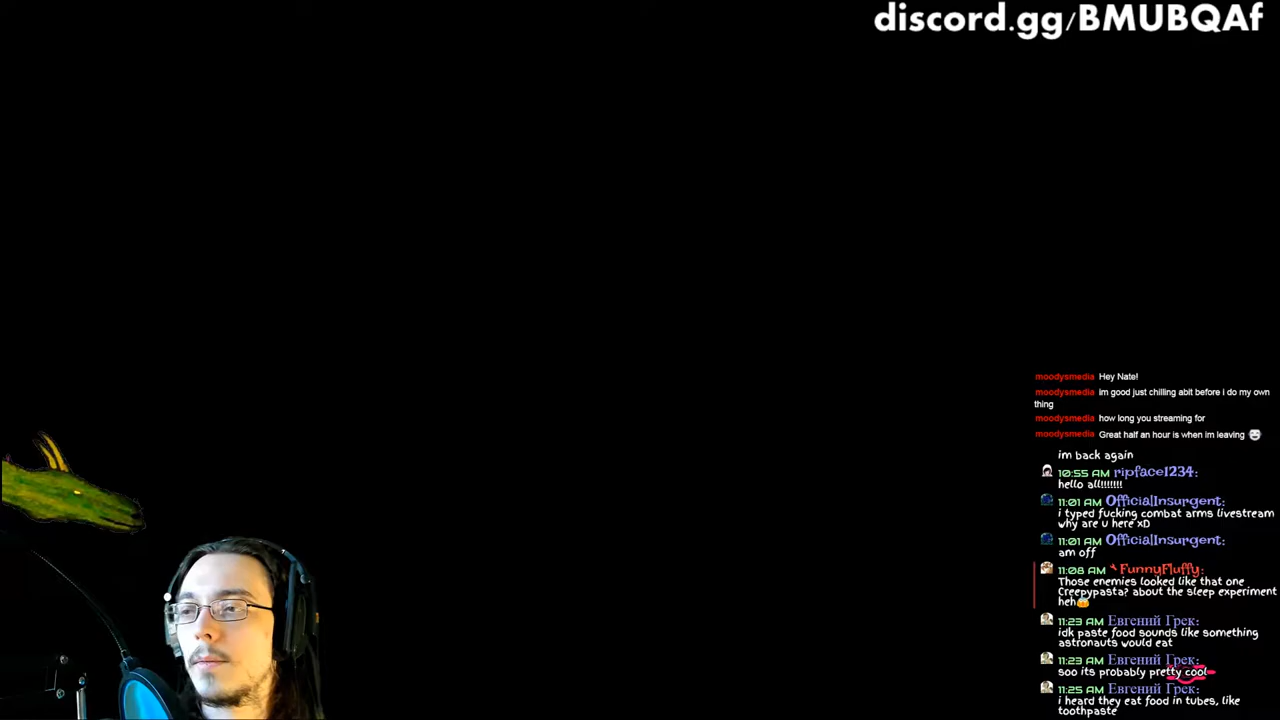 discord.gg/BMUBQAf
moodysmedia Hey Nate!
moodysmedia im good just chilling abit before i do my own
thing
moodysmedia how long you streaming for
moodysmedia Great half an hour is when im leaving
im back again
10:55 AM ripface1234:
hello all!!!!!!!
11:01 AM OfficialInsurgent:
i typed fucking combat arms livestream
why are u here xD
11:01 AM OfficialInsurgent:
am off
11:08 AM FunnyFluffy:
Those enemies looked like that one
Creepypasta? about the sleep experiment
heh
11:23 AM Евгений Грек:
idk paste food sounds like something
astronauts would eat
11:23 AM Евгений Грек:
soo its probably pretty cool
11:25 AM Евгений Грек:
i heard they eat food in tubes, like
toothpaste